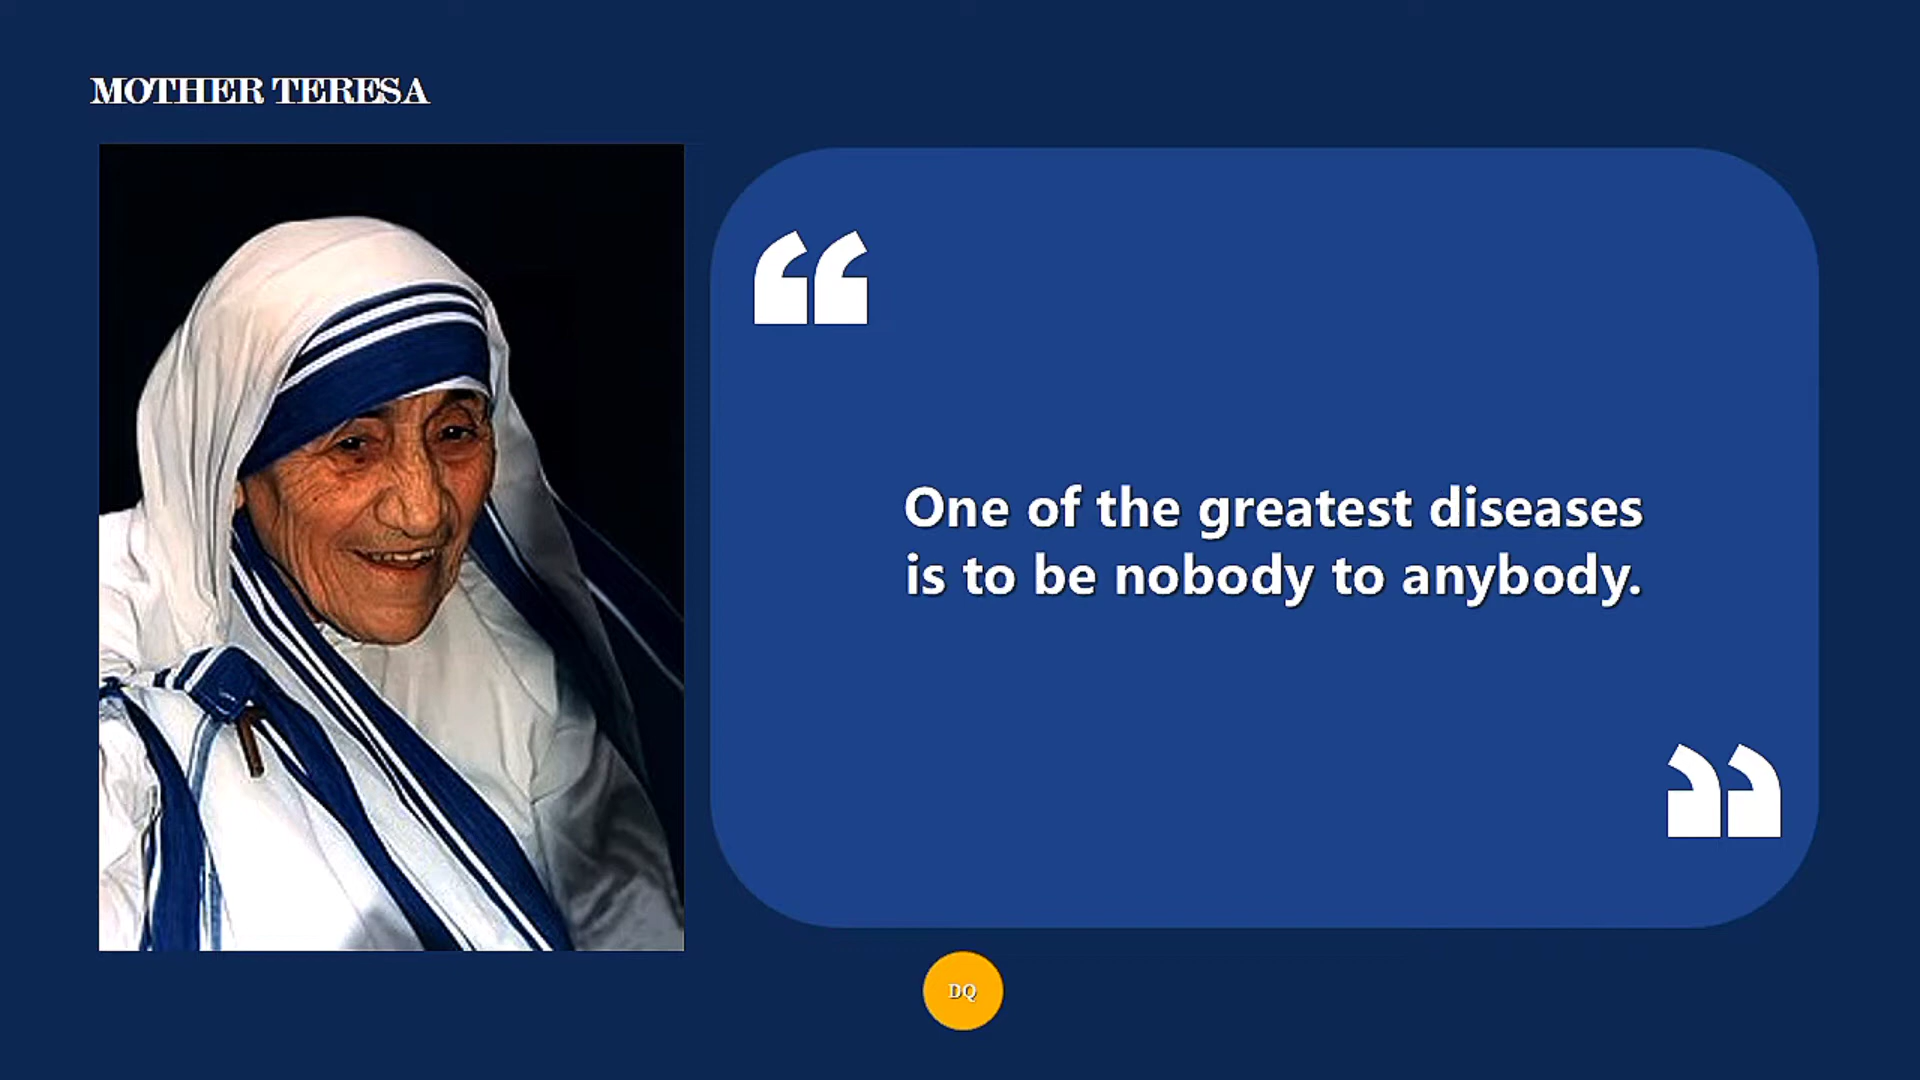 MOTHER TERESA
“
One of the greatest diseases
is to be nobody to anybody.
”
DQ